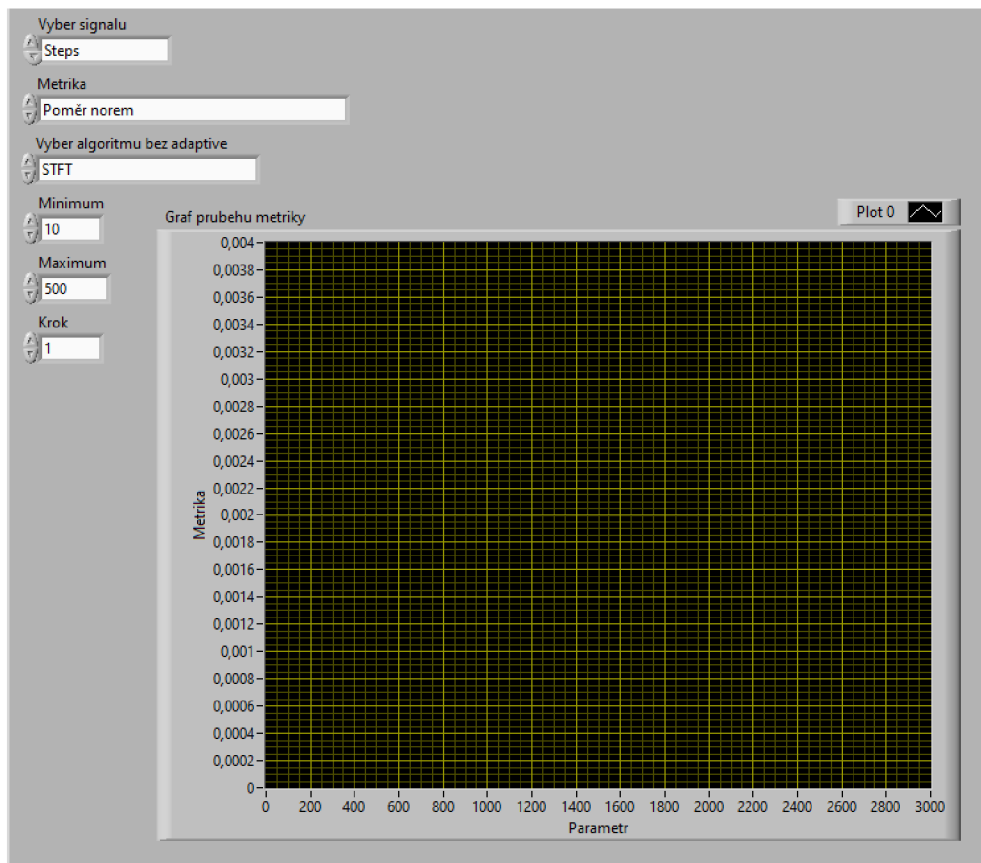 Vyber signalu
Steps
Metrika
Poměr norem
Vyber algoritmu bez adaptive
STFT
Minimum
10
Maximum
500
Krok
1
Graf prubehu metriky
Plot 0
0,004
0,0038
0,0036
0,0034
0,0032
0,003
0,0028
0,0026
0,0024
0,0022
0,002
0,0018
0,0016
0,0014
0,0012
0,001
0,0008
0,0006
0,0004
0,0002
0
Metrika
0 200 400 600 800 1000 1200 1400 1600 1800 2000 2200 2400 2600 2800 3000
Parametr